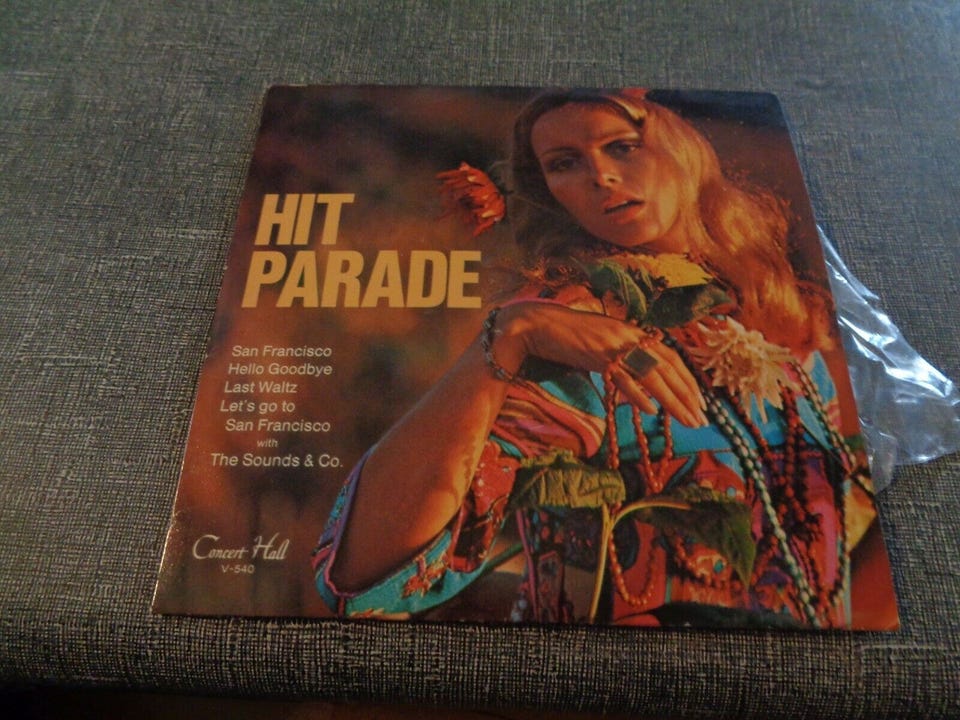 HIT
PARADE
San Francisco
Hello Goodbye
Last Waltz
Let's go to
San Francisco
with
The Sounds & Co.
Concert Hall
V-540